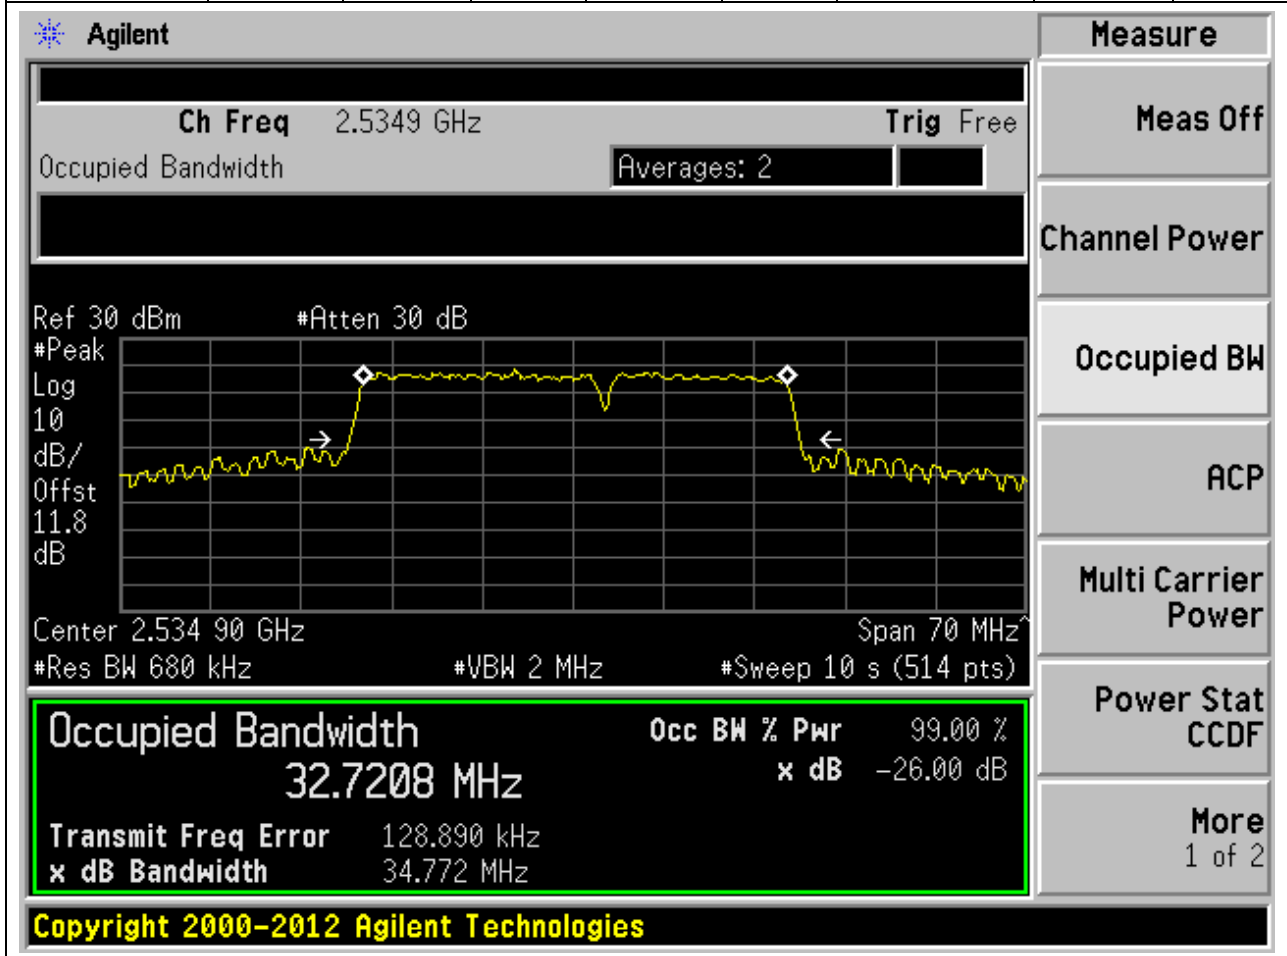 Agilent
Measure
Ch Freq 2.5349 GHz Trig Free
Meas Off
Occupied Bandwidth Averages: 2
Channel Power
Ref 30 dBm #Atten 30 dB
#Peak
Log
10
dB/
Offst
11.8
dB
Occupied BW
ACP
Center 2.534 90 GHz Span 70 MHz^
#Res BW 680 kHz #VBW 2 MHz #Sweep 10 s (514 pts)
Multi Carrier
Power
Occupied Bandwidth Occ BW % Pwr 99.00 %
32.7208 MHz x dB -26.00 dB
Power Stat
CCDF
Transmit Freq Error 128.890 kHz
x dB Bandwidth 34.772 MHz
More
1 of 2
Copyright 2000-2012 Agilent Technologies